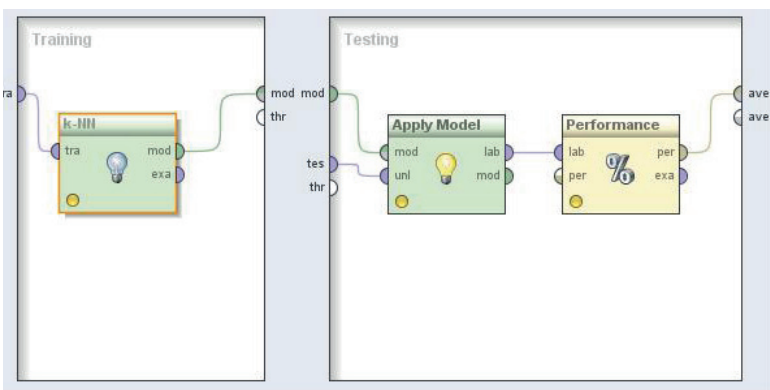 Training
Testing
ra
mod
mod
thr
k-NN
tra
mod
exa
tes
thr
Apply Model
mod
lab
unl
mod
Performance
lab
per
per
exa
%
ave
ave